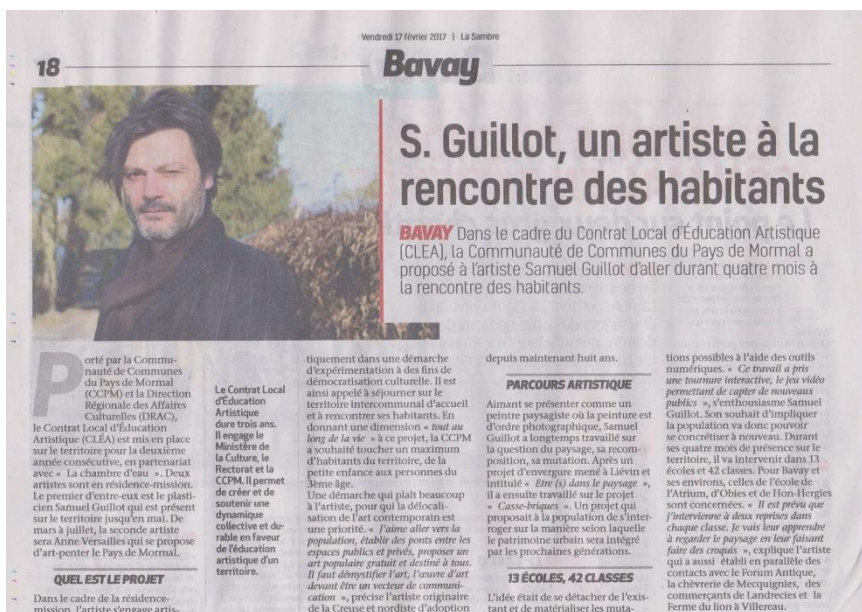 Vendredi 17 février 2017 | La Sambre
18
Bavay
S. Guillot, un artiste à la
rencontre des habitants
BAVAY Dans le cadre du Contrat Local d'Éducation Artistique
(CLEA), la Communauté de Communes du Pays de Mormal a
proposé à l'artiste Samuel Guillot d'aller durant quatre mois à
la rencontre des habitants.
Porté par la Commu-
nauté de Communes
du Pays de Mormal
(CCPM) et la Direction
Régionale des Affaires
Culturelles (DRAC),
le Contrat Local d'Éducation
Artistique (CLÉA) est mis en place
sur le territoire pour la deuxième
année consécutive, en partenariat
avec « La chambre d'eau ». Deux
artistes sont en résidence-mission.
Le premier d'entre-eux est le plasti-
cien Samuel Guillot qui est présent
sur le territoire jusqu'en mai. De
mars à juillet, la seconde artiste
sera Anne Versailles qui se propose
d'art-penter le Pays de Mormal.
QUEL EST LE PROJET
Dans le cadre de la résidence-
mission, l'artiste s'engage artis-
Le Contrat Local
d'Éducation
Artistique
dure trois ans.
Il engage le
Ministère de
la Culture, le
Rectorat et la
CCPM. Il permet
de créer et de
soutenir une
dynamique
collective et du-
rable en faveur
de l'éducation
artistique d'un
territoire.
tiquement dans une démarche
d'expérimentation à des fins de
démocratisation culturelle. Il est
ainsi appelé à séjourner sur le
territoire intercommunal d'accueil
et à rencontrer ses habitants. En
donnant une dimension « tout au
long de la vie » à ce projet, la CCPM
a souhaité toucher un maximum
d'habitants du territoire, de la
petite enfance aux personnes du
3ème âge.
Une démarche qui plaît beaucoup
à l'artiste, pour qui la délocali-
sation de l'art contemporain est
une priorité. « J'aime aller vers la
population, établir des ponts entre les
espaces publics et privés, proposer un
art populaire gratuit et destiné à tous.
Il faut démystifier l'art, l'œuvre d'art
devant être un vecteur de communi-
cation », précise l'artiste originaire
de la Creuse et nordiste d'adoption
depuis maintenant huit ans.
PARCOURS ARTISTIQUE
Aimant se présenter comme un
peintre paysagiste où la peinture est
d'ordre photographique, Samuel
Guillot a longtemps travaillé sur
la question du paysage, sa recom-
position, sa mutation. Après un
projet d'envergure mené à Liévin et
intitulé « Etre (s) dans le paysage »,
il a ensuite travaillé sur le projet
« Casse-briques ». Un projet qui
proposait à la population de s'inter-
roger sur la manière selon laquelle
le patrimoine urbain sera intégré
par les prochaines générations.
13 ÉCOLES, 42 CLASSES
L'idée était de se détacher de l'exis-
tant et de matérialiser les muta-
tions possibles à l'aide des outils
numériques. « Ce travail a pris
une tournure interactive, le jeu vidéo
permettant de capter de nouveaux
publics », s'enthousiasme Samuel
Guillot. Son souhait d'impliquer
la population va donc pouvoir
se concrétiser à nouveau. Durant
ses quatre mois de présence sur le
territoire, il va intervenir dans 13
écoles et 42 classes. Pour Bavay et
ses environs, celles de l'école de
l'Atrium, d'Obies et de Hon-Hergies
sont concernées. « Il est prévu que
j'intervienne à deux reprises dans
chaque classe. Je vais leur apprendre
à regarder le paysage en leur faisant
faire des croquis », explique l'artiste
qui a aussi établi en parallèle des
contacts avec le Forum Antique,
la chèvrerie de Mecquignies, des
commerçants de Landrecies et la
Ferme du lion à Villereau.